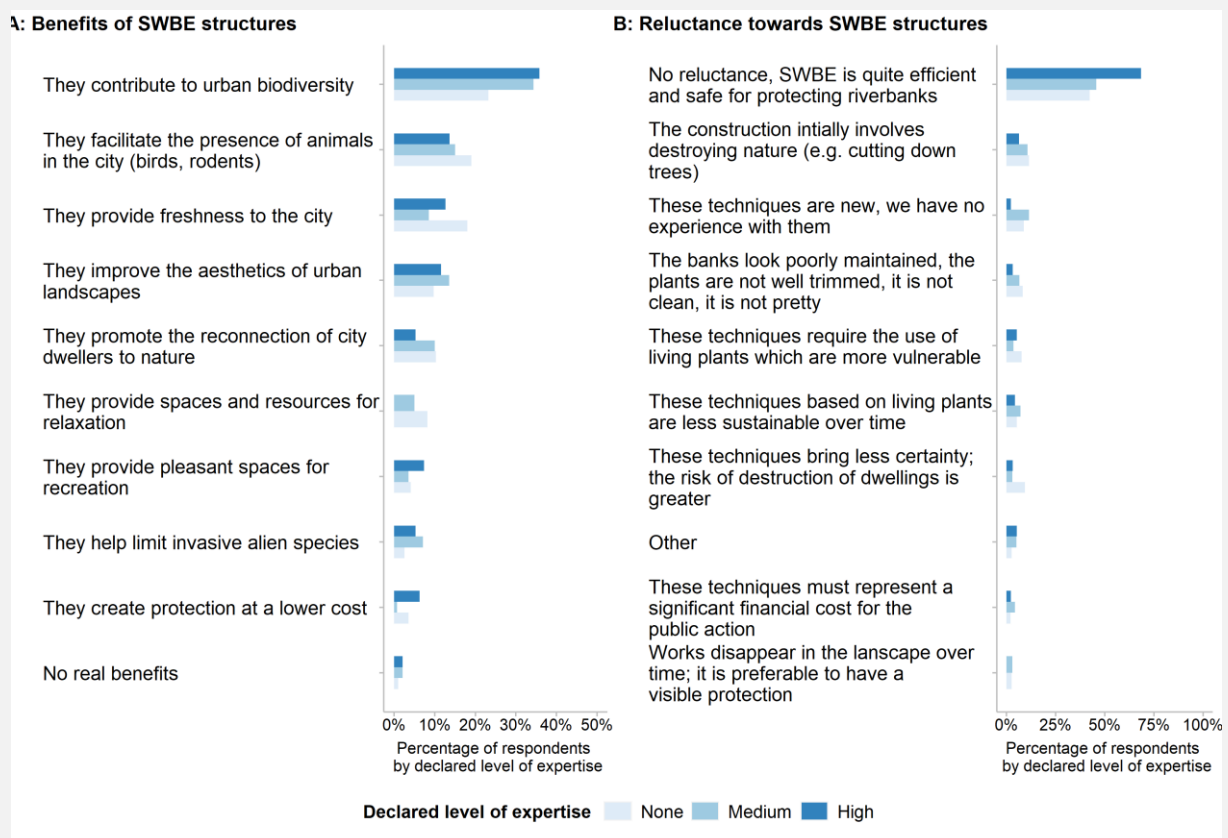 A: Benefits of SWBE structures
They contribute to urban biodiversity
They facilitate the presence of animals
in the city (birds, rodents)
They provide freshness to the city
They improve the aesthetics of urban
landscapes
They promote the reconnection of city
dwellers to nature
They provide spaces and resources for
relaxation
They provide pleasant spaces for
recreation
They help limit invasive alien species
They create protection at a lower cost
No real benefits
0% 10% 20% 30% 40% 50%
Percentage of respondents
by declared level of expertise
B: Reluctance towards SWBE structures
No reluctance, SWBE is quite efficient
and safe for protecting riverbanks
The construction intially involves
destroying nature (e.g. cutting down
trees)
These techniques are new, we have no
experience with them
The banks look poorly maintained, the
plants are not well trimmed, it is not
clean, it is not pretty
These techniques require the use of
living plants which are more vulnerable
These techniques based on living plants
are less sustainable over time
These techniques bring less certainty;
the risk of destruction of dwellings is
greater
Other
These techniques must represent a
significant financial cost for the
public action
Works disappear in the lanscape over
time; it is preferable to have a
visible protection
0% 25% 50% 75% 100%
Percentage of respondents
by declared level of expertise
Declared level of expertise None Medium High